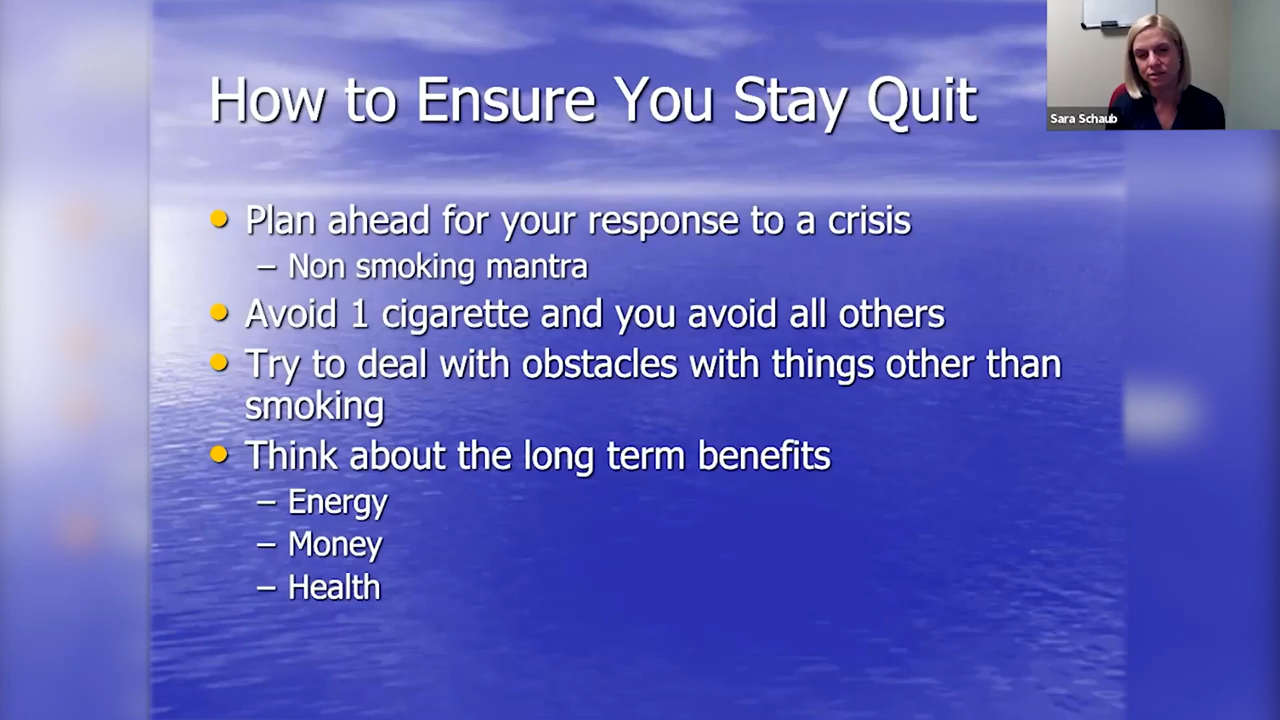 How to Ensure You Stay Quit
Sara Schaub
• Plan ahead for your response to a crisis
– Non smoking mantra
• Avoid 1 cigarette and you avoid all others
• Try to deal with obstacles with things other than
smoking
• Think about the long term benefits
– Energy
– Money
– Health